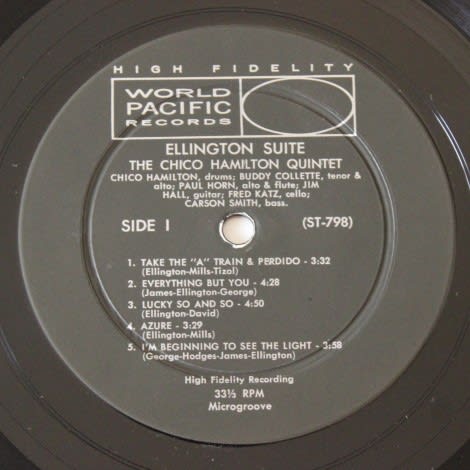 HIGH FIDELITY
WORLD
PACIFIC
RECORDS
ELLINGTON SUITE
THE CHICO HAMILTON QUINTET
CHICO HAMILTON, drums; BUDDY COLLETTE, tenor &
alto; PAUL HORN, alto & flute; JIM
HALL, guitar; FRED KATZ, cello;
CARSON SMITH, bass.
SIDE I (ST-798)
1. TAKE THE "A" TRAIN & PERDIDO - 3:32
(Ellington-Mills-Tizol)
2. EVERYTHING BUT YOU - 4:28
(James-Ellington-George)
3. LUCKY SO AND SO - 4:50
(Ellington-David)
4. AZURE - 3:29
(Ellington-Mills)
5. I'M BEGINNING TO SEE THE LIGHT - 3:58
(George-Hodges-James-Ellington)
High Fidelity Recording
33⅓ RPM
Microgroove